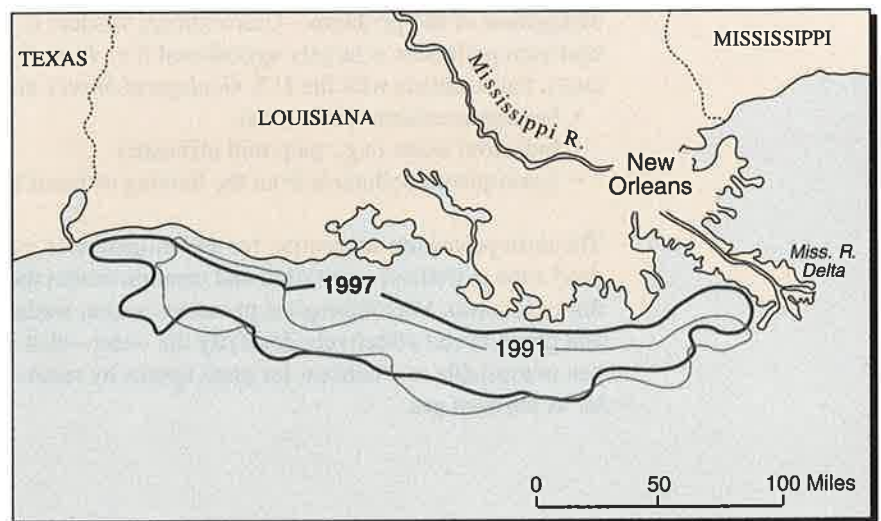 TEXAS
MISSISSIPPI
LOUISIANA
Mississippi R.
New
Orleans
Miss. R.
Delta
1997
1991
0 50 100 Miles